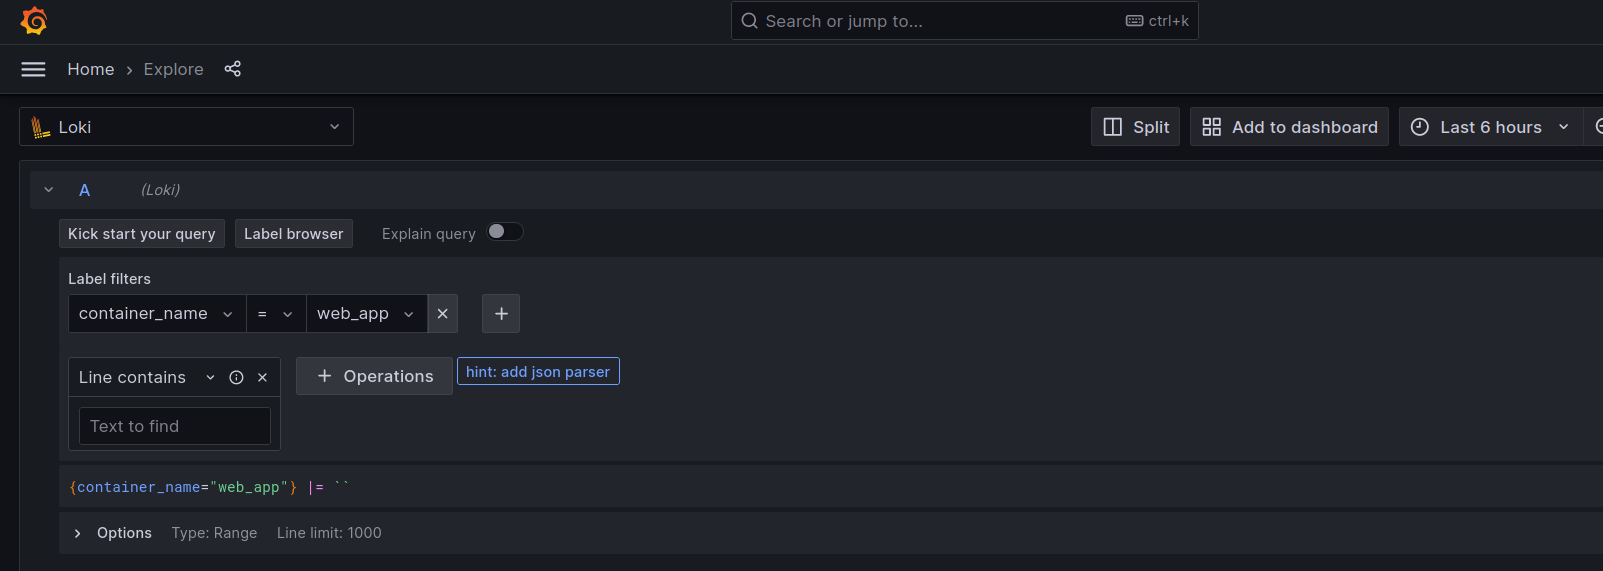 Search or jump to... ctrl+k
Home › Explore
Loki Split Add to dashboard Last 6 hours
A (Loki)
Kick start your query Label browser Explain query
Label filters
container_name = web_app
Line contains + Operations hint: add json parser
Text to find
{container_name="web_app"} |= ``
Options Type: Range Line limit: 1000